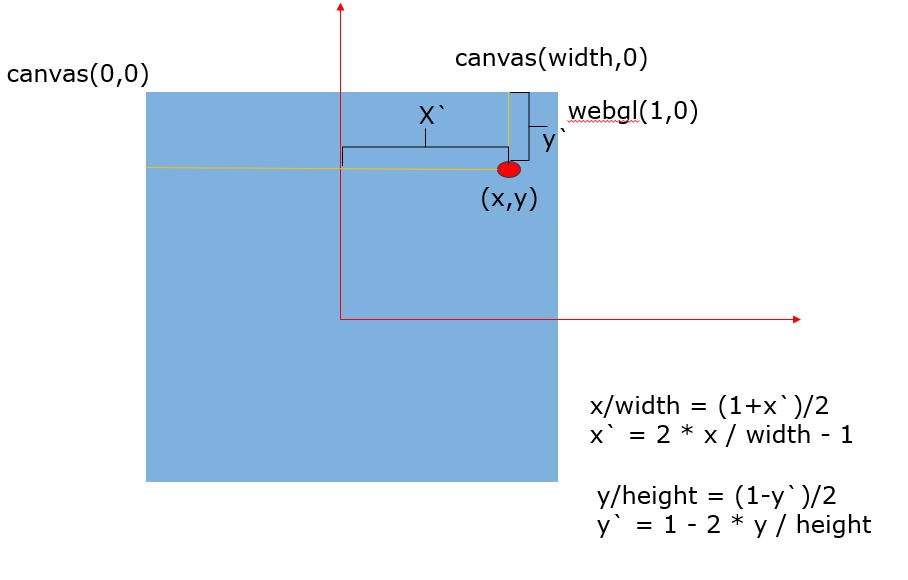 canvas(width,0)
canvas(0,0)
webgl(1,0)
X`
y`
(x,y)
x/width = (1+x`)/2
x` = 2 * x / width - 1
y/height = (1-y`)/2
y` = 1 - 2 * y / height